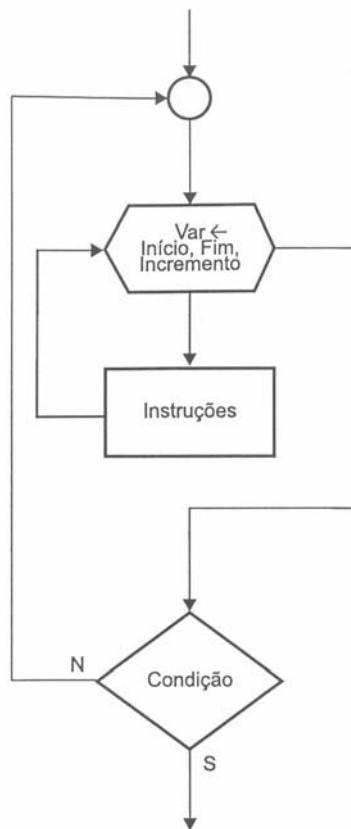 Var ←
Início, Fim,
Incremento
Instruções
N
Condição
S